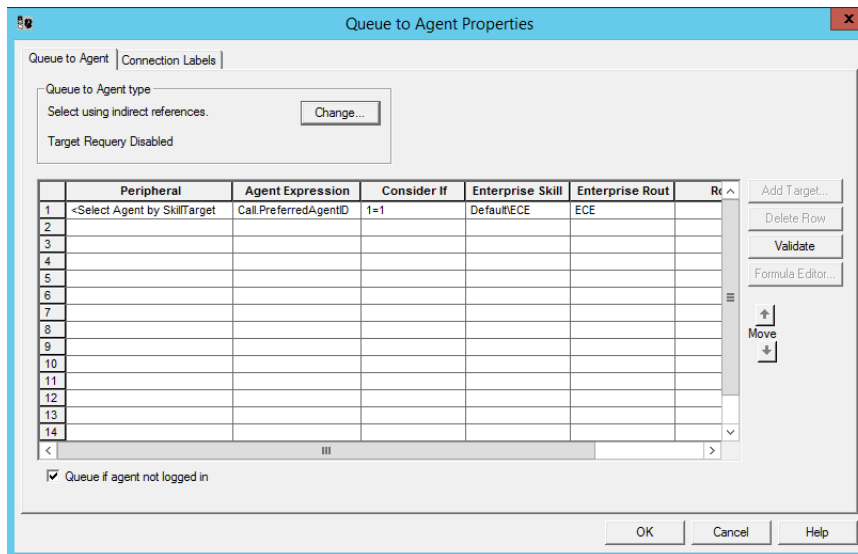 Queue to Agent Properties
x
Queue to Agent
Connection Labels
Queue to Agent type
Select using indirect references.
Change...
Target Requery Disabled
Peripheral Agent Expression Consider If Enterprise Skill Enterprise Rout Ro
1 <Select Agent by SkillTarget Call.PreferredAgentID 1=1 Default\ECE ECE
2
3
4
5
6
7
8
9
10
11
12
13
14
Add Target...
Delete Row
Validate
Formula Editor...
Move
Queue if agent not logged in
OK Cancel Help